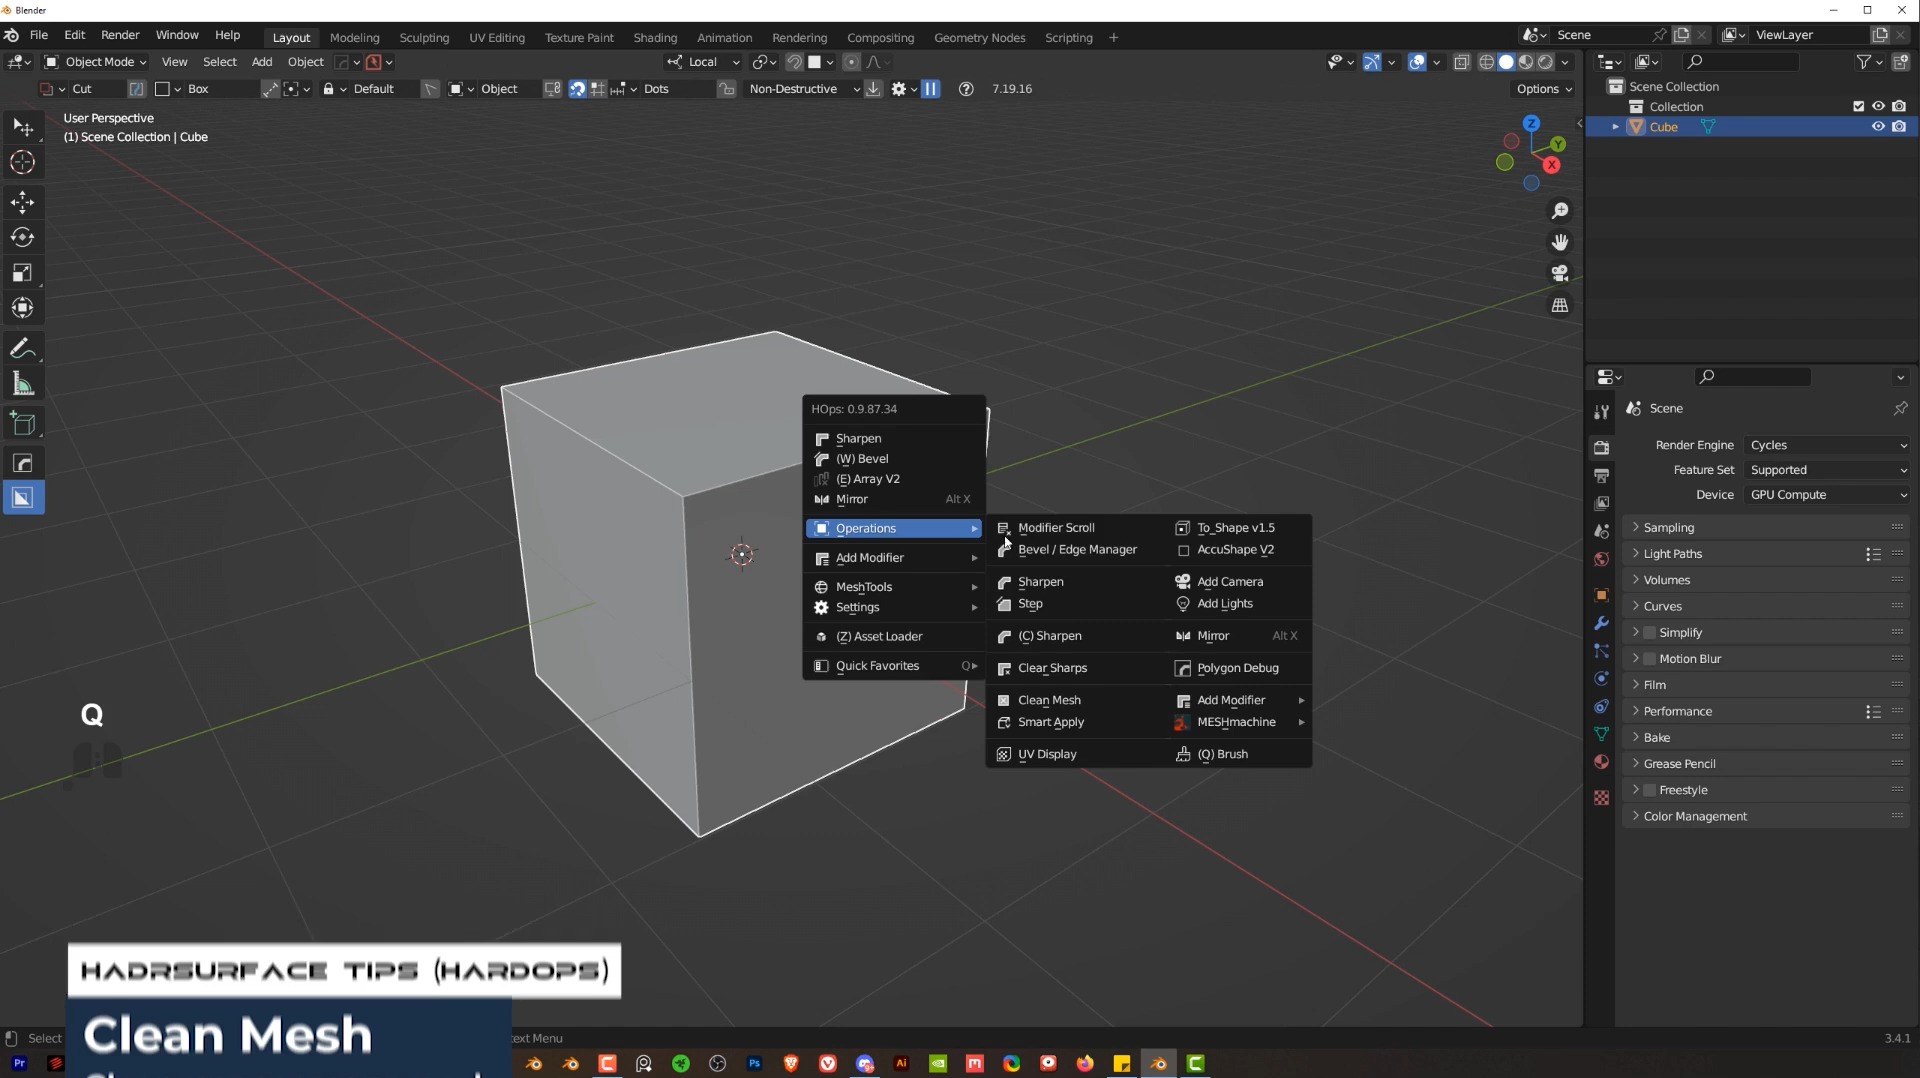 Blender
File Edit Render Window Help
Layout Modeling Sculpting UV Editing Texture Paint Shading Animation Rendering Compositing Geometry Nodes Scripting +
Scene
ViewLayer
Object Mode View Select Add Object
Local
Cut Box Default Object Dots Non-Destructive 7.19.16
Options
User Perspective
(1) Scene Collection | Cube
Z
Y
X
Scene Collection
Collection
Cube
HOps: 0.9.87.34
Sharpen
(W) Bevel
(E) Array V2
Mirror Alt X
Operations
Add Modifier
MeshTools
Settings
(Z) Asset Loader
Quick Favorites Q
Modifier Scroll
Bevel / Edge Manager
Sharpen
Step
(C) Sharpen
Clear Sharps
Clean Mesh
Smart Apply
UV Display
To_Shape v1.5
AccuShape V2
Add Camera
Add Lights
Mirror Alt X
Polygon Debug
Add Modifier
MESHmachine
(Q) Brush
Scene
Render Engine Cycles
Feature Set Supported
Device GPU Compute
Sampling
Light Paths
Volumes
Curves
Simplify
Motion Blur
Film
Performance
Bake
Grease Pencil
Freestyle
Color Management
Q
HADRSURFACE TIPS (HARDOPS)
Clean Mesh
Select
text Menu
3.4.1
Pr
Ps
Ai